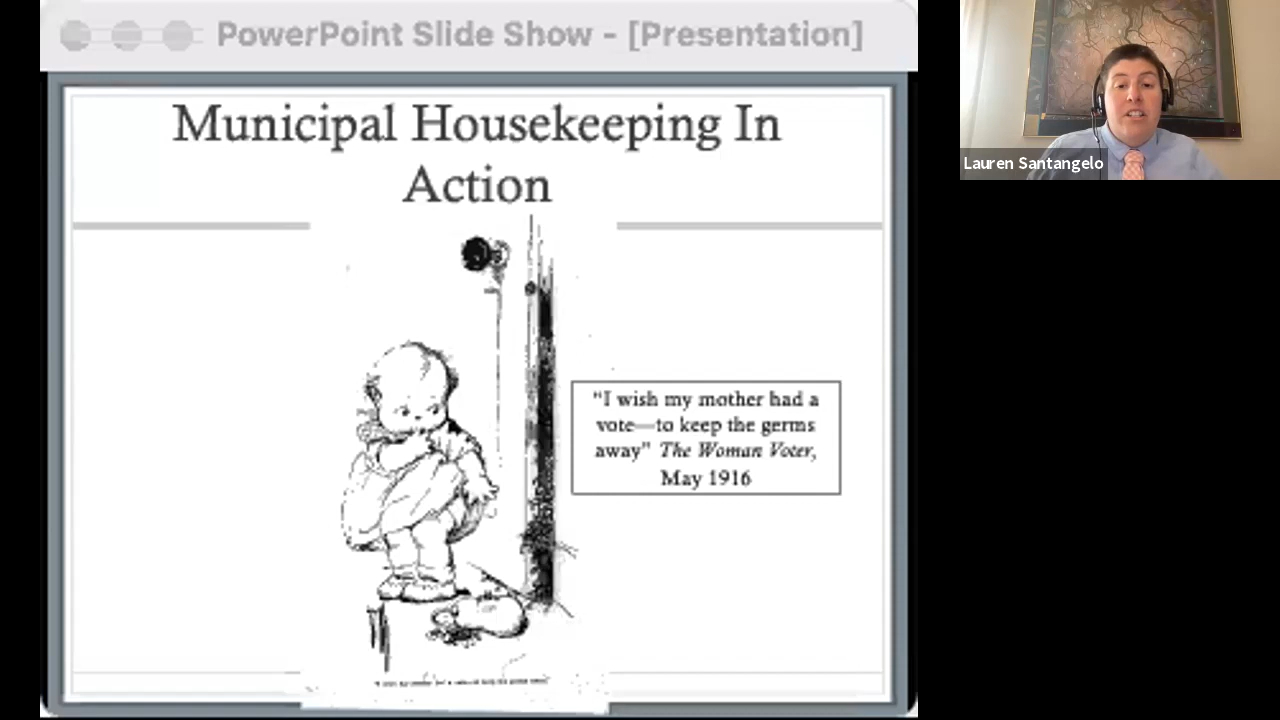 PowerPoint Slide Show - [Presentation]
Municipal Housekeeping In
Action
"I wish my mother had a
vote—to keep the germs
away" The Woman Voter,
May 1916
Lauren Santangelo